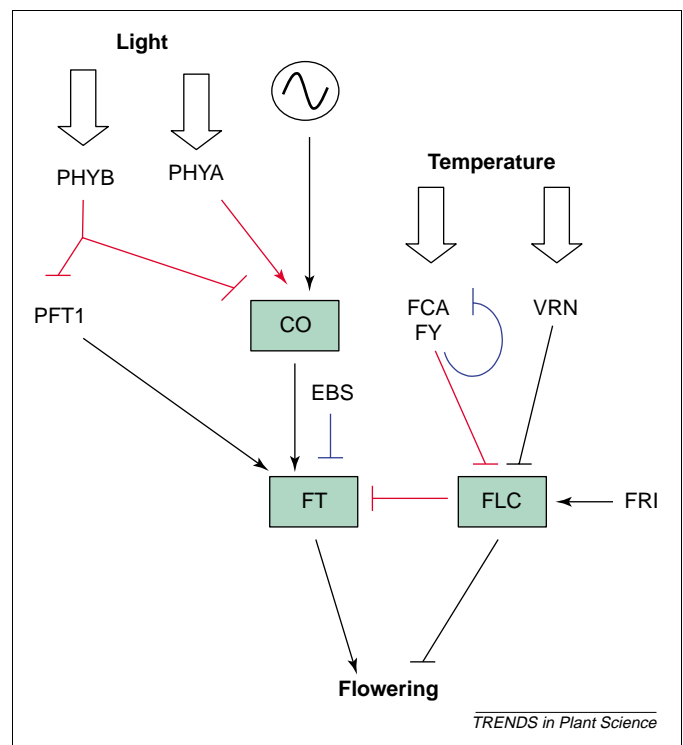 Light
PHYB
PHYA
Temperature
PFT1
CO
FCA
FY
VRN
EBS
FT
FLC
FRI
Flowering
TRENDS in Plant Science